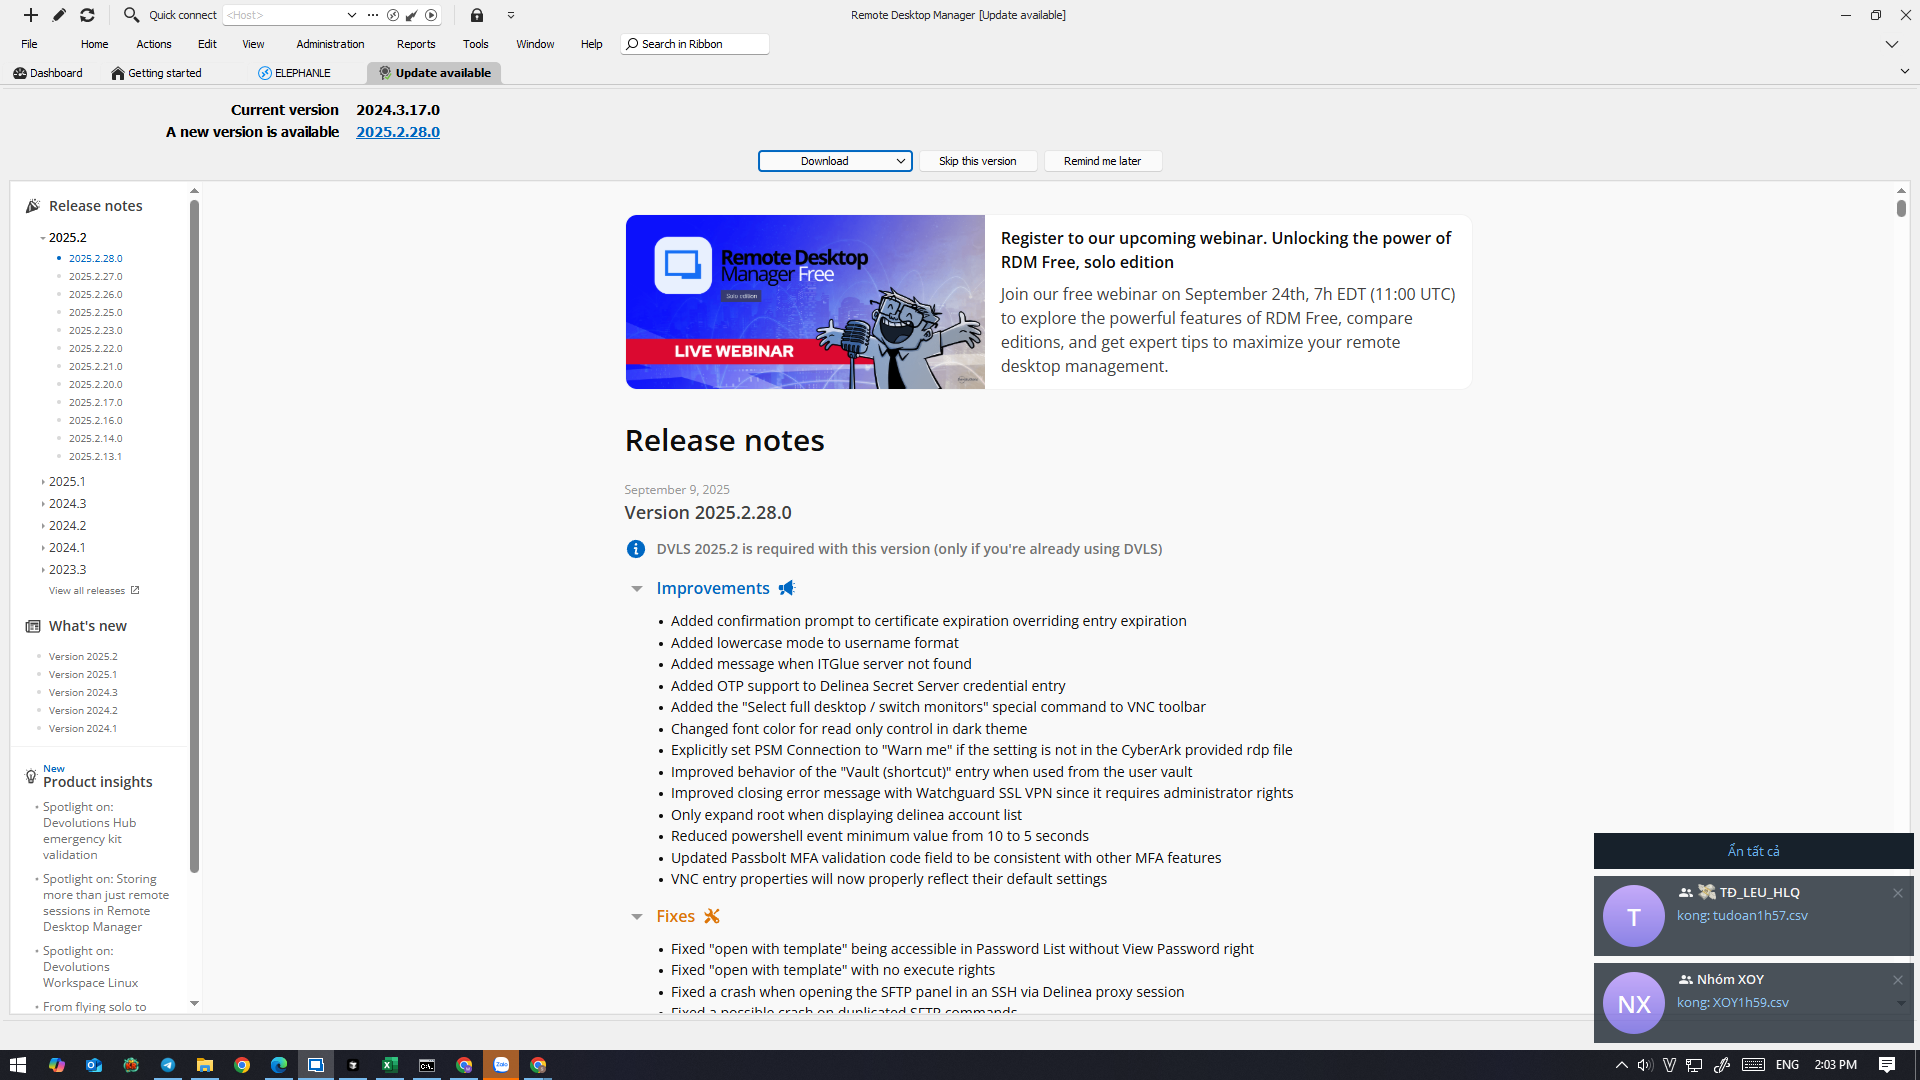 Quick connect
<Host>
Remote Desktop Manager [Update available]
File
Home
Actions
Edit
View
Administration
Reports
Tools
Window
Help
Search in Ribbon
Dashboard
Getting started
ELEPHANLE
Update available
Current version 2024.3.17.0
A new version is available 2025.2.28.0
Download
Skip this version
Remind me later
Release notes
2025.2
2025.2.28.0
2025.2.27.0
2025.2.26.0
2025.2.25.0
2025.2.23.0
2025.2.22.0
2025.2.21.0
2025.2.20.0
2025.2.17.0
2025.2.16.0
2025.2.14.0
2025.2.13.1
2025.1
2024.3
2024.2
2024.1
2023.3
View all releases
What's new
Version 2025.2
Version 2025.1
Version 2024.3
Version 2024.2
Version 2024.1
New
Product insights
Spotlight on:
Devolutions Hub
emergency kit
validation
Spotlight on: Storing
more than just remote
sessions in Remote
Desktop Manager
Spotlight on:
Devolutions
Workspace Linux
From flying solo to
Remote Desktop
Manager Free
Solo edition
LIVE WEBINAR
Register to our upcoming webinar. Unlocking the power of
RDM Free, solo edition
Join our free webinar on September 24th, 7h EDT (11:00 UTC)
to explore the powerful features of RDM Free, compare
editions, and get expert tips to maximize your remote
desktop management.
Release notes
September 9, 2025
Version 2025.2.28.0
DVLS 2025.2 is required with this version (only if you're already using DVLS)
Improvements
Added confirmation prompt to certificate expiration overriding entry expiration
Added lowercase mode to username format
Added message when ITGlue server not found
Added OTP support to Delinea Secret Server credential entry
Added the "Select full desktop / switch monitors" special command to VNC toolbar
Changed font color for read only control in dark theme
Explicitly set PSM Connection to "Warn me" if the setting is not in the CyberArk provided rdp file
Improved behavior of the "Vault (shortcut)" entry when used from the user vault
Improved closing error message with Watchguard SSL VPN since it requires administrator rights
Only expand root when displaying delinea account list
Reduced powershell event minimum value from 10 to 5 seconds
Updated Passbolt MFA validation code field to be consistent with other MFA features
VNC entry properties will now properly reflect their default settings
Fixes
Fixed "open with template" being accessible in Password List without View Password right
Fixed "open with template" with no execute rights
Fixed a crash when opening the SFTP panel in an SSH via Delinea proxy session
Fixed a possible crash on duplicated SFTP commands
Ẩn tất cả
T
TĐ_LEU_HLQ
kong: tudoan1h57.csv
NX
Nhóm XOY
kong: XOY1h59.csv
Zalo
ENG
2:03 PM